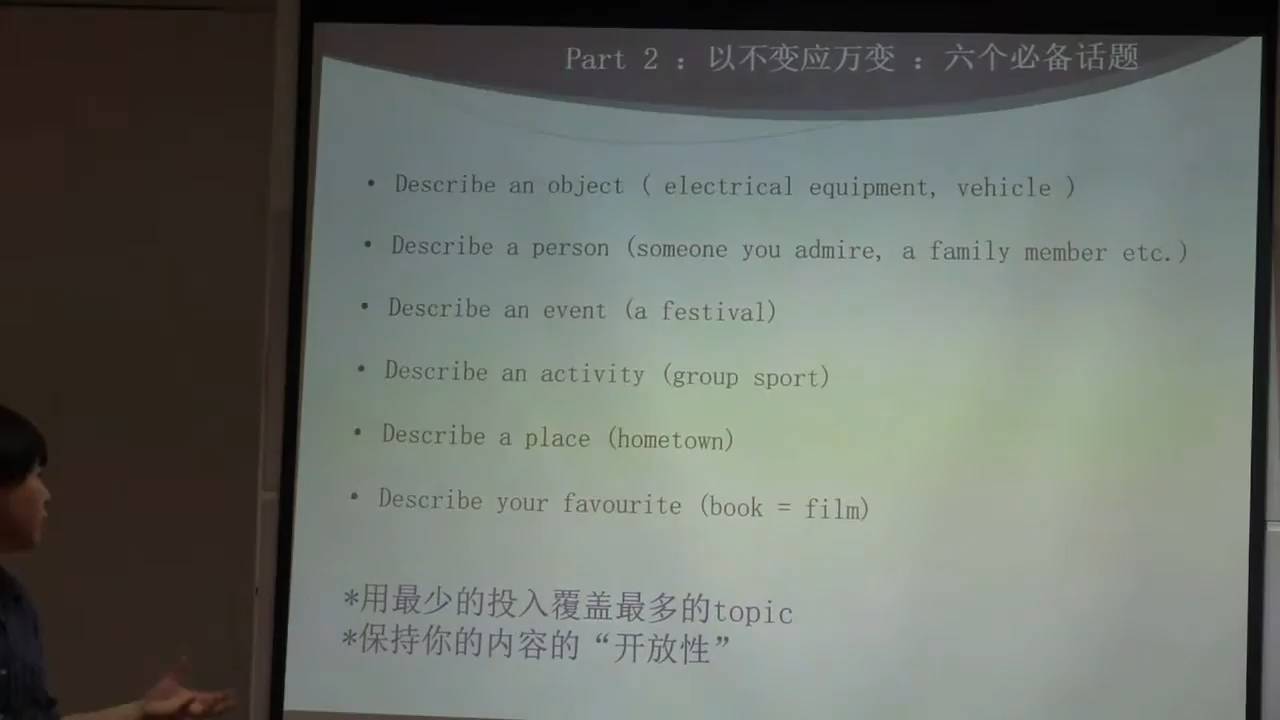 Part 2 : 以不变应万变 : 六个必备话题
• Describe an object ( electrical equipment, vehicle )
• Describe a person (someone you admire, a family member etc.)
• Describe an event (a festival)
• Describe an activity (group sport)
• Describe a place (hometown)
• Describe your favourite (book = film)
*用最少的投入覆盖最多的topic
*保持你的内容的“开放性”